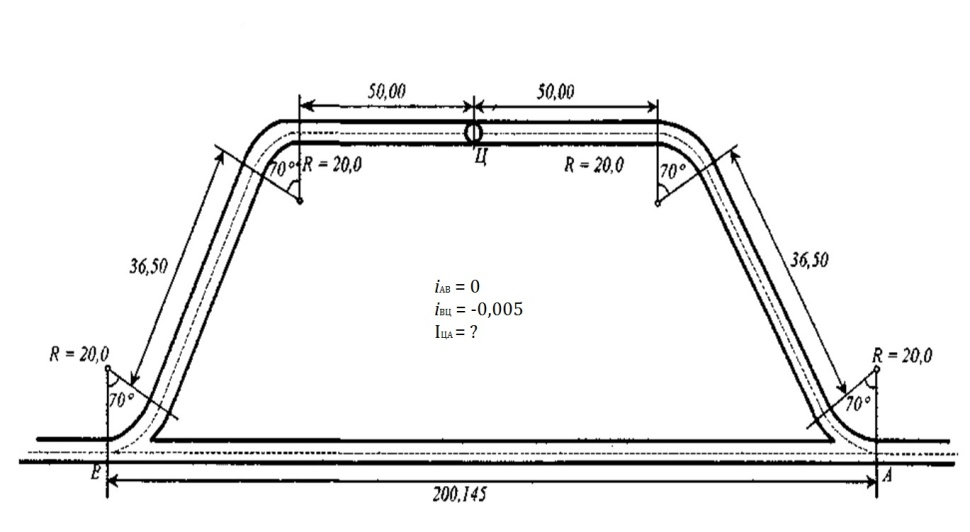 50,00 50,00
Ц
70° R = 20,0 R = 20,0 70°
36,50 36,50
iАВ = 0
iВЦ = -0,005
IЦА = ?
R = 20,0 R = 20,0
70° 70°
В А
200,145